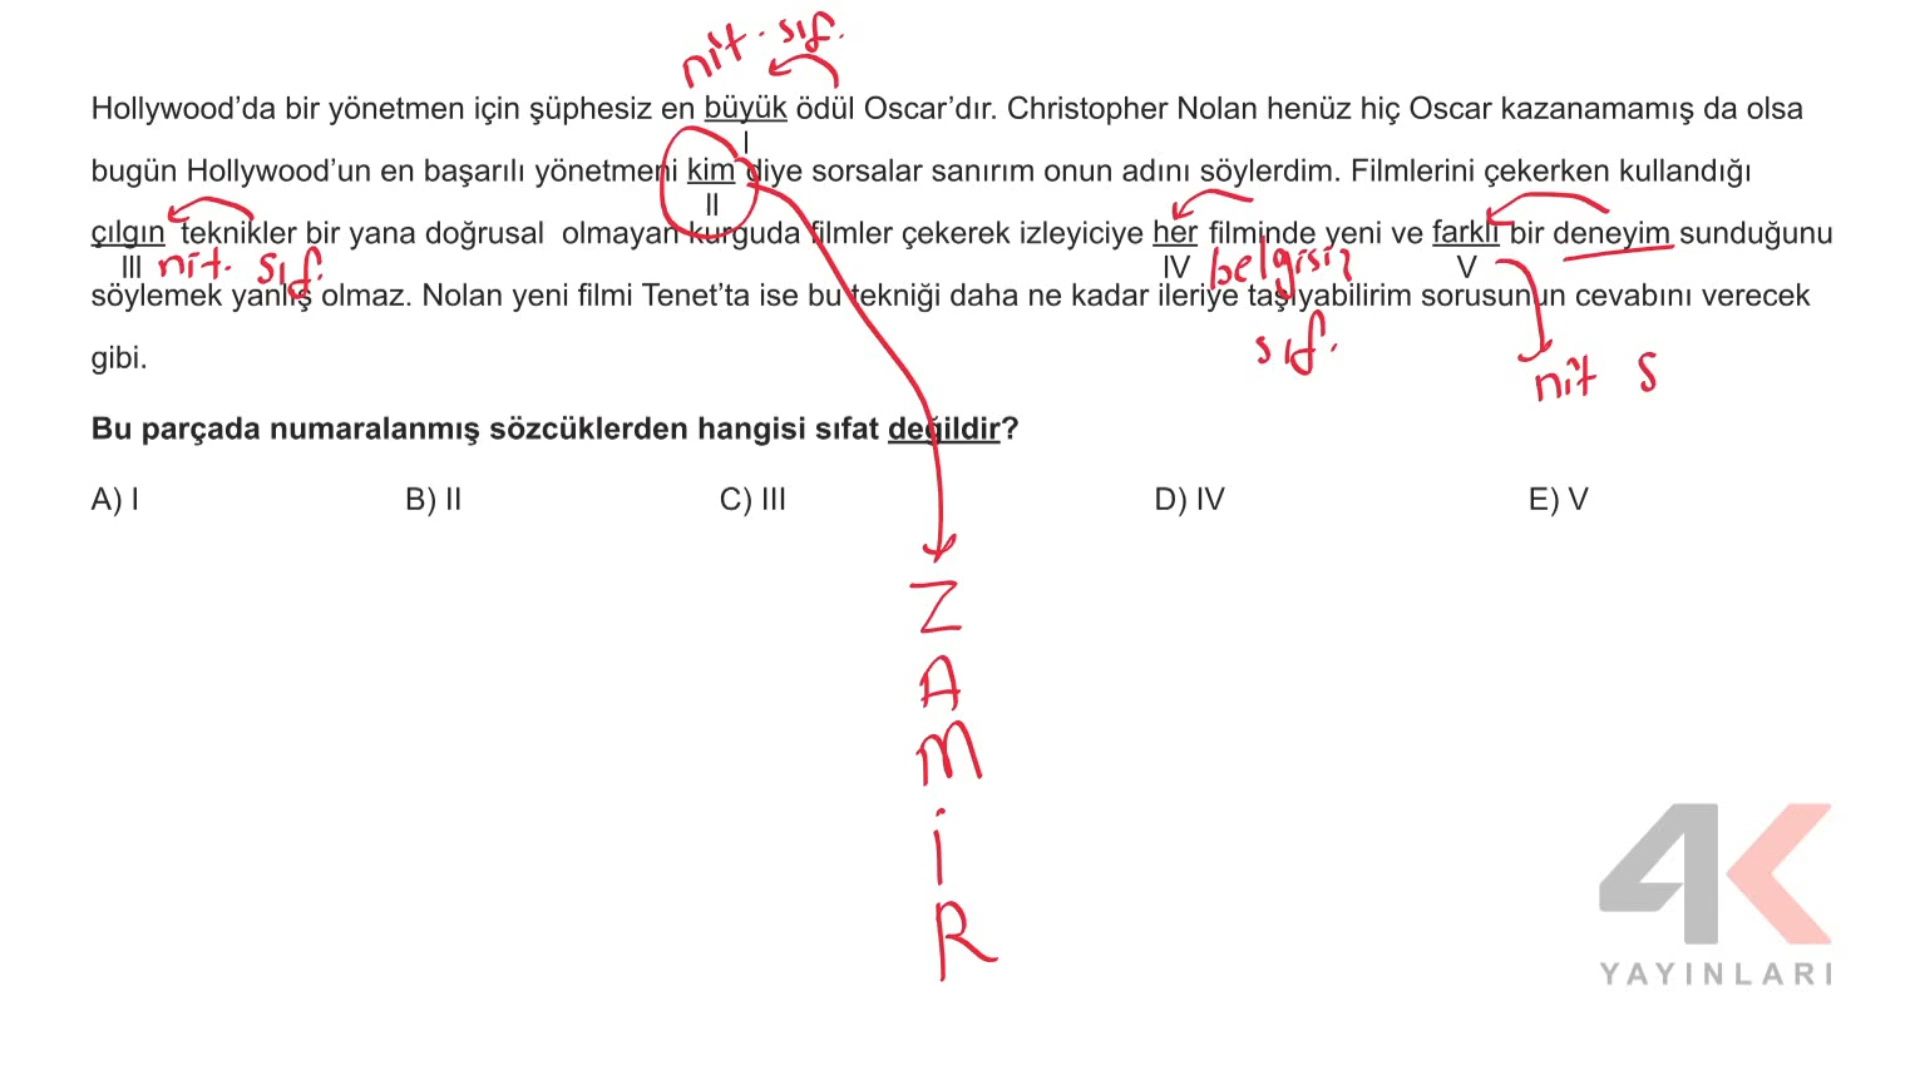 nit. sıf.
Hollywood'da bir yönetmen için şüphesiz en büyük ödül Oscar'dır. Christopher Nolan henüz hiç Oscar kazanamamış da olsa
I
bugün Hollywood'un en başarılı yönetmeni kim diye sorsalar sanırım onun adını söylerdim. Filmlerini çekerken kullandığı
II
çılgın teknikler bir yana doğrusal olmayan kurguda filmler çekerek izleyiciye her filminde yeni ve farklı bir deneyim sunduğunu
III nit. sıf. IV belgisiz sıf. V nit S
söylemek yanlış olmaz. Nolan yeni filmi Tenet'ta ise bu tekniği daha ne kadar ileriye taşıyabilirim sorusunun cevabını verecek
gibi.
Bu parçada numaralanmış sözcüklerden hangisi sıfat değildir?
A) I B) II C) III D) IV E) V
Z
A
M
İ
R
4K
YAYINLARI